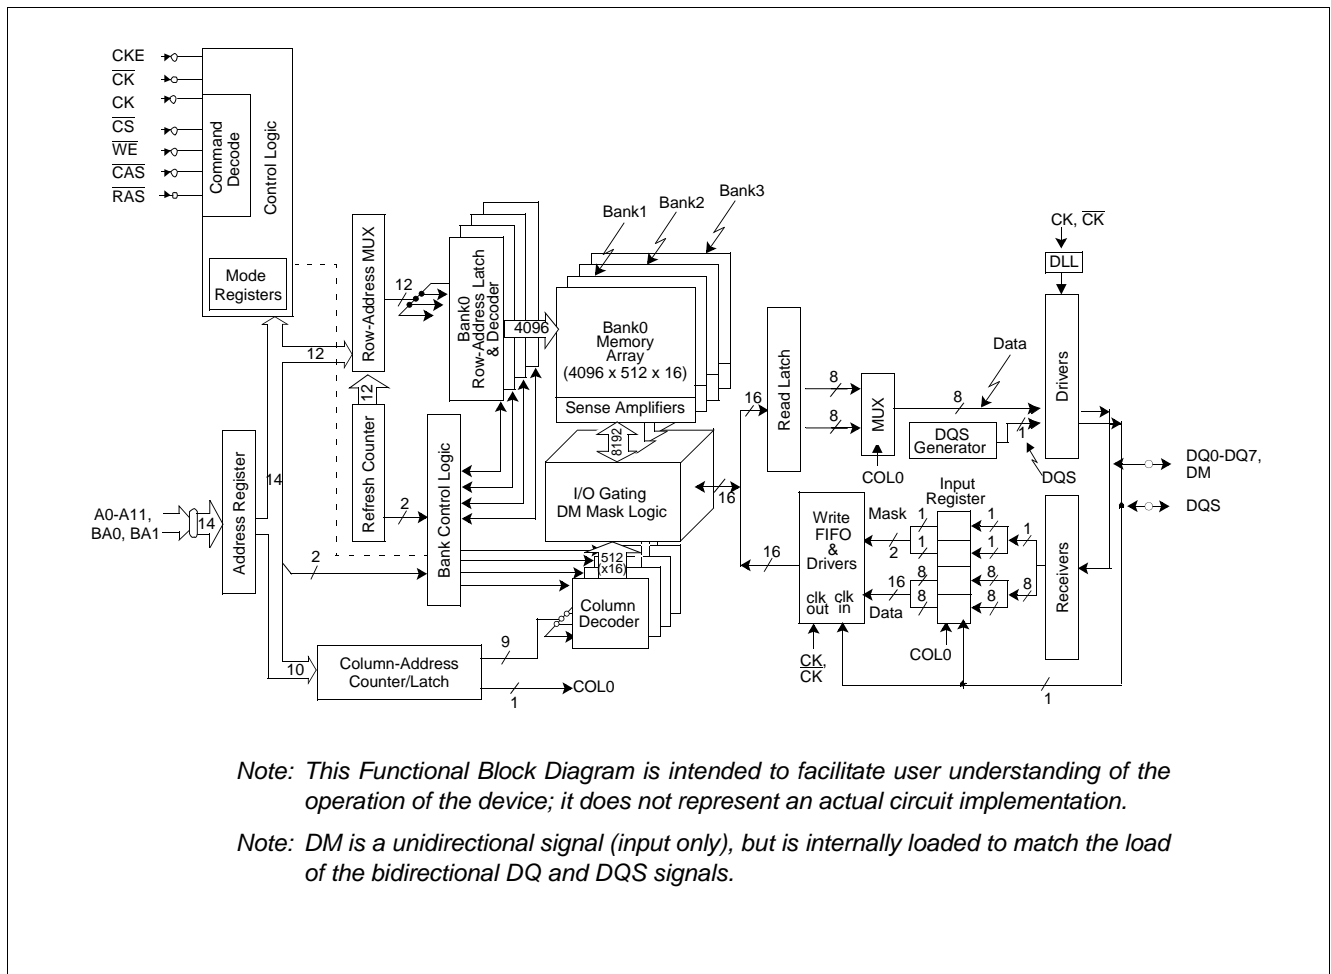 CKE
CK
CK
CS
WE
CAS
RAS
Command
Decode
Control Logic
Mode
Registers
Row-Address MUX
12
12
12
Refresh Counter
2
Bank0
Row-Address Latch
& Decoder
4096
Bank1
Bank2
Bank3
Bank0
Memory
Array
(4096 x 512 x 16)
Sense Amplifiers
8192
I/O Gating
DM Mask Logic
16
512
(x16)
Column
Decoder
Bank Control Logic
A0-A11,
BA0, BA1
14
Address Register
14
2
10
Column-Address
Counter/Latch
9
1
COL0
16
Read Latch
8
8
MUX
COL0
8
Data
DQS
Generator
1
DQS
CK, CK
DLL
Drivers
DQ0-DQ7,
DM
DQS
16
Write
FIFO
&
Drivers
clk
out
clk
in
CK,
CK
Mask
2
16
Data
Input
Register
1
1
8
8
1
1
8
8
1
8
COL0
Receivers
1
Note: This Functional Block Diagram is intended to facilitate user understanding of the
operation of the device; it does not represent an actual circuit implementation.
Note: DM is a unidirectional signal (input only), but is internally loaded to match the load
of the bidirectional DQ and DQS signals.